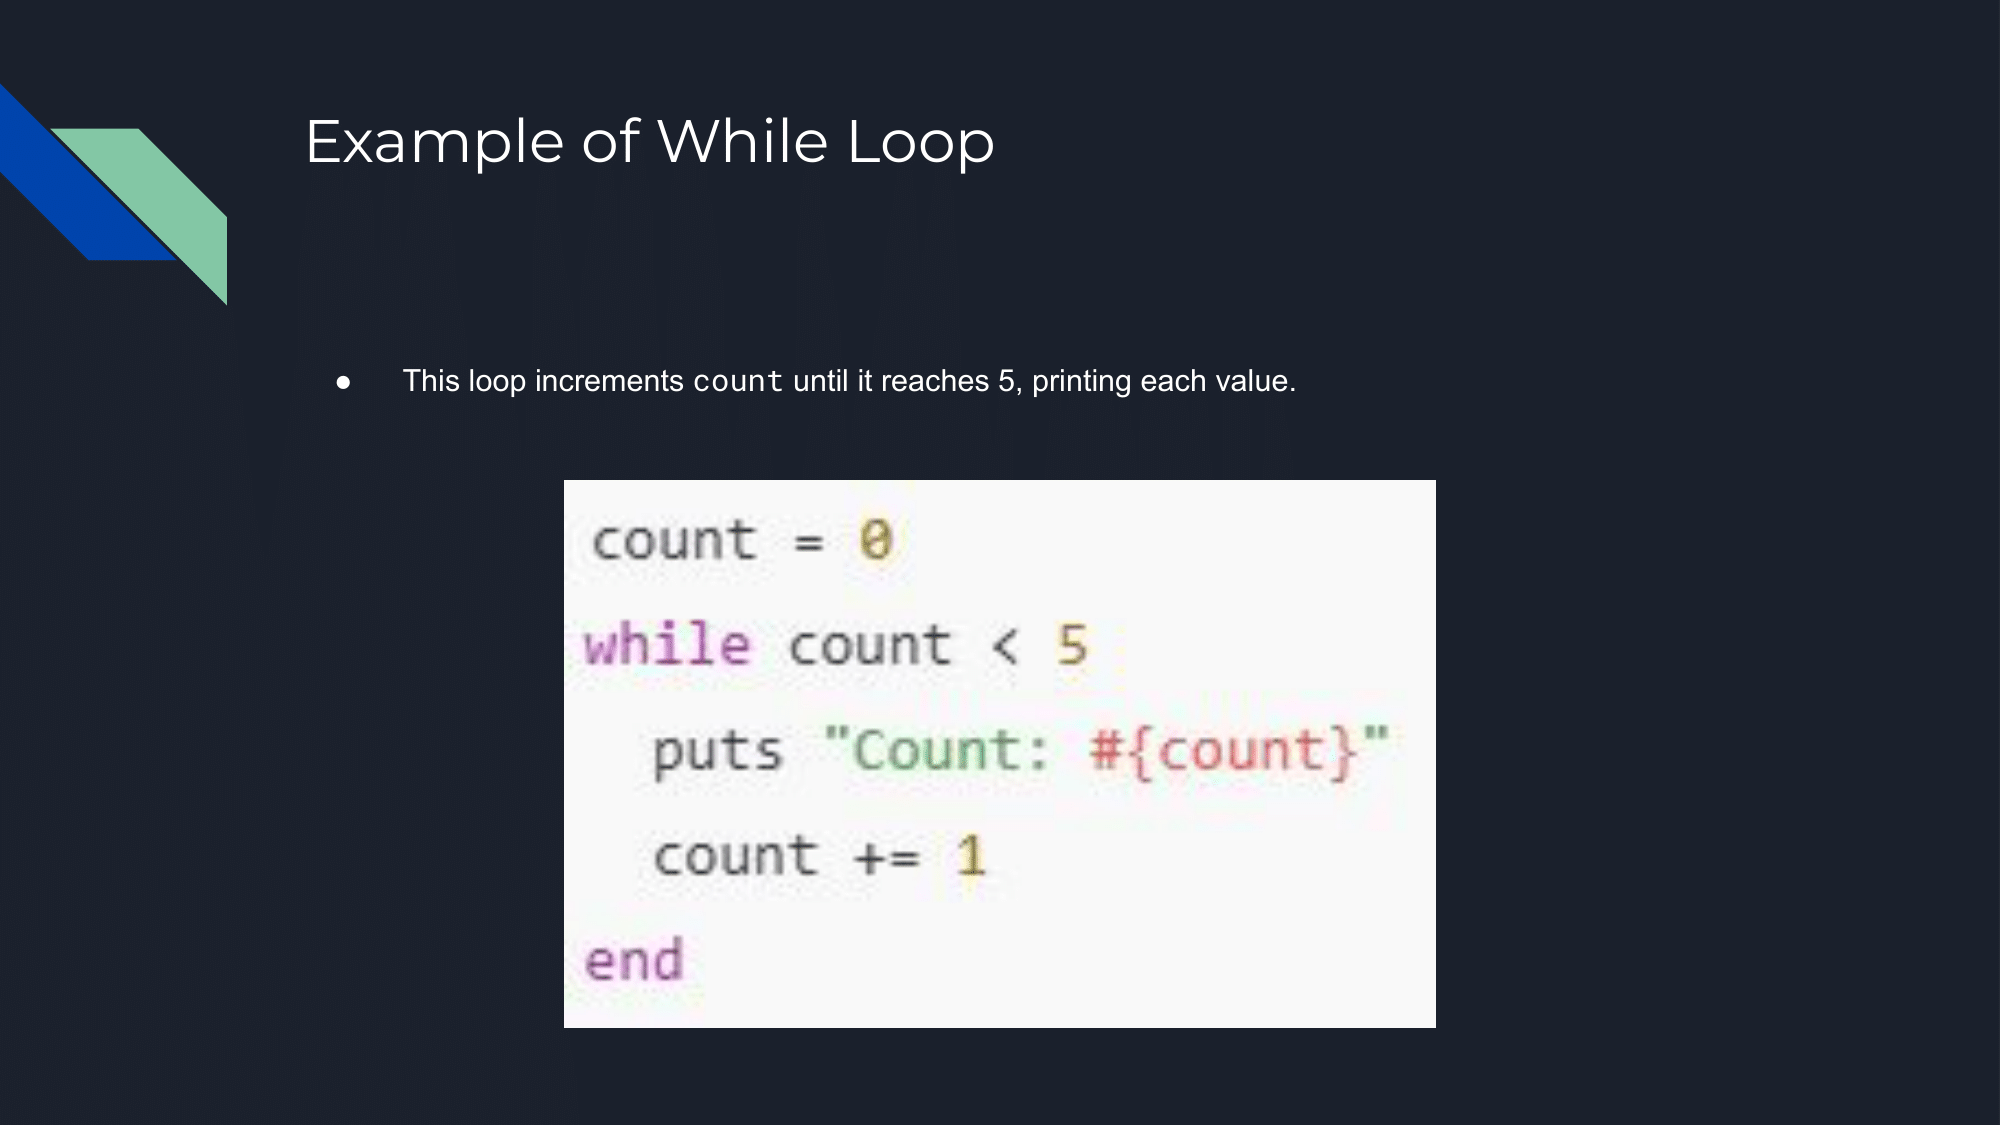 Example of While Loop
● This loop increments count until it reaches 5, printing each value.
count = 0
while count < 5
  puts "Count: #{count}"
  count += 1
end